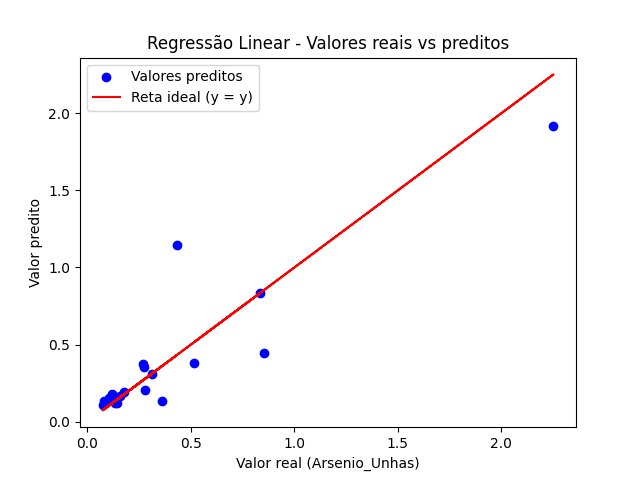 Regressão Linear - Valores reais vs preditos
Valores preditos
Reta ideal (y = y)
Valor predito
2.0
1.5
1.0
0.5
0.0
0.0 0.5 1.0 1.5 2.0
Valor real (Arsenio_Unhas)